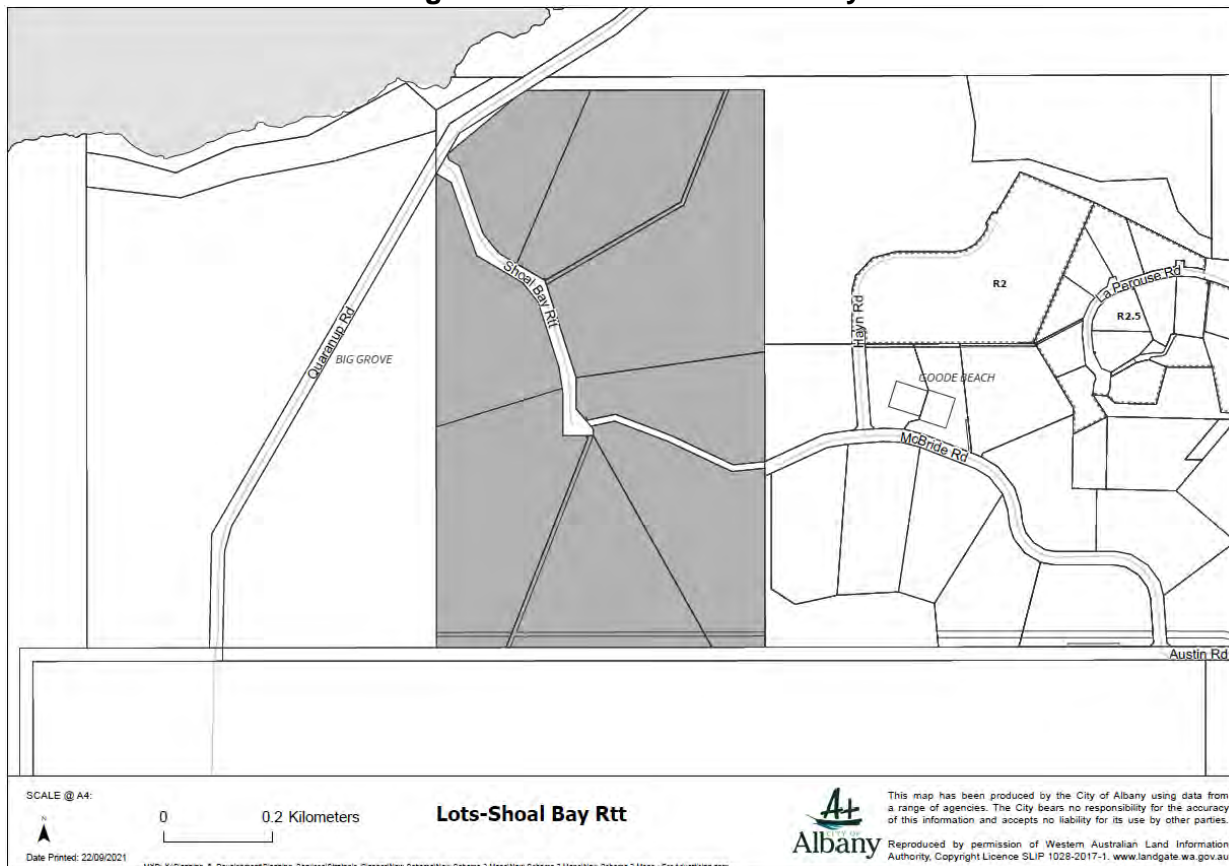 Quaranup Rd
BIG GROVE
Shoal Bay Rtt
Hayn Rd
R2
La Perouse Rd
R2.5
GOODE BEACH
McBride Rd
Austin Rd
SCALE @ A4:
N
0 0.2 Kilometers
Date Printed: 22/09/2021
Lots-Shoal Bay Rtt
CITY OF
Albany
This map has been produced by the City of Albany using data from
a range of agencies. The City bears no responsibility for the accuracy
of this information and accepts no liability for its use by other parties.
Reproduced by permission of Western Australian Land Information
Authority, Copyright Licence SLIP 1028-2017-1. www.landgate.wa.gov.au